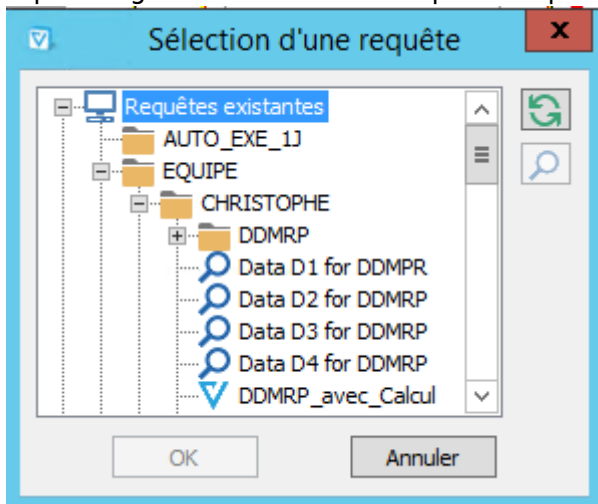 Sélection d'une requête
x
Requêtes existantes
AUTO_EXE_1J
EQUIPE
CHRISTOPHE
DDMRP
Data D1 for DDMPR
Data D2 for DDMRP
Data D3 for DDMRP
Data D4 for DDMRP
DDMRP_avec_Calcul
OK
Annuler